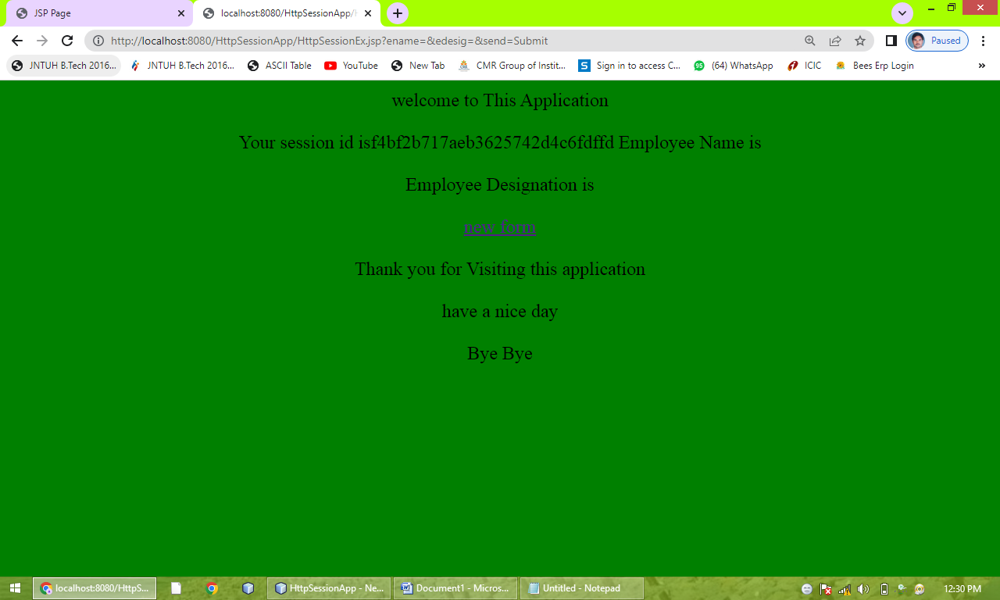 JSP Page
localhost:8080/HttpSessionApp/H
http://localhost:8080/HttpSessionApp/HttpSessionEx.jsp?ename=&edesig=&send=Submit
Paused
JNTUH B.Tech 2016...
JNTUH B.Tech 2016...
ASCII Table
YouTube
New Tab
CMR Group of Instit...
Sign in to access C...
95
(64) WhatsApp
ICIC
Bees Erp Login
welcome to This Application
Your session id isf4bf2b717aeb3625742d4c6fdffd Employee Name is
Employee Designation is
new form
Thank you for Visiting this application
have a nice day
Bye Bye
localhost:8080/HttpS...
HttpSessionApp - Ne...
Document1 - Micros...
Untitled - Notepad
12:30 PM